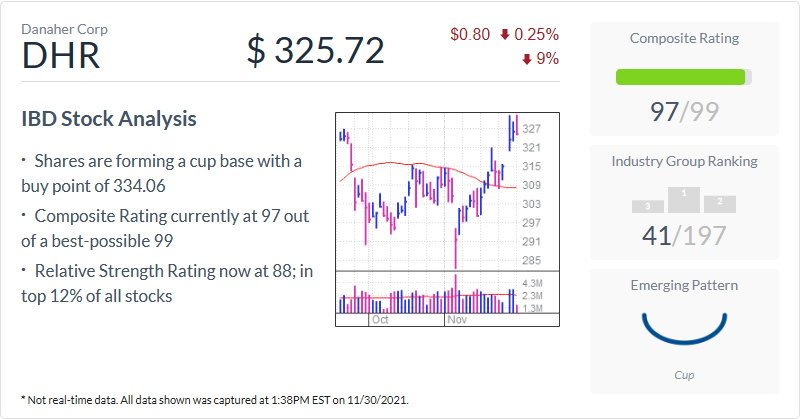 Danaher Corp
DHR
$ 325.72
$0.80 0.25%
9%
IBD Stock Analysis
· Shares are forming a cup base with a
buy point of 334.06
· Composite Rating currently at 97 out
of a best-possible 99
· Relative Strength Rating now at 88; in
top 12% of all stocks
327
321
315
309
303
297
291
285
4.3M
2.3M
1.3M
Oct
Nov
Composite Rating
97/99
Industry Group Ranking
3
1
2
41/197
Emerging Pattern
Cup
* Not real-time data. All data shown was captured at 1:38PM EST on 11/30/2021.